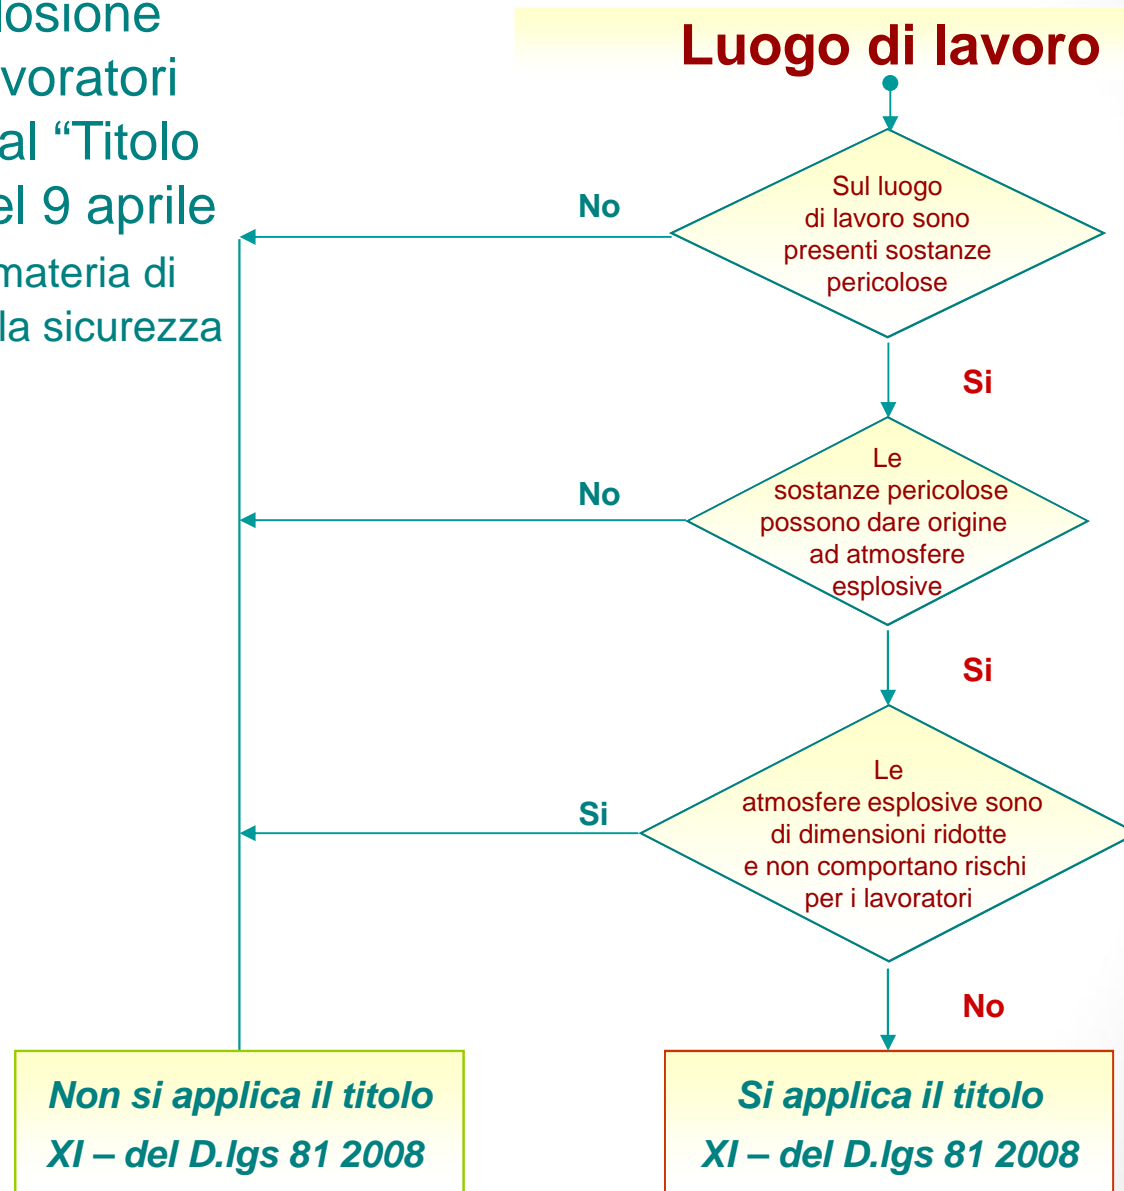 losione
voratori
al “Titolo
el 9 aprile
materia di
la sicurezza
Luogo di lavoro
Sul luogo
di lavoro sono
presenti sostanze
pericolose
No
Si
Le
sostanze pericolose
possono dare origine
ad atmosfere
esplosive
No
Si
Le
atmosfere esplosive sono
di dimensioni ridotte
e non comportano rischi
per i lavoratori
Si
No
Non si applica il titolo
XI – del D.lgs 81 2008
Si applica il titolo
XI – del D.lgs 81 2008